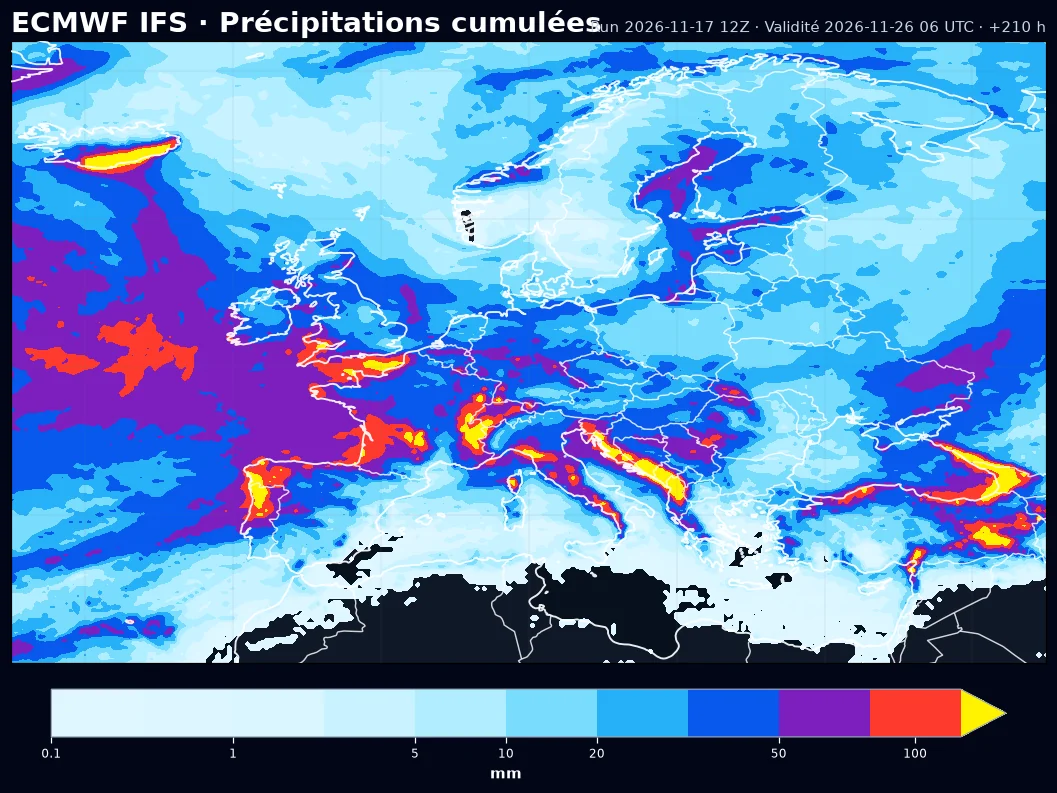 ECMWF IFS · Précipitations cumulées
Run 2026-11-17 12Z · Validité 2026-11-26 06 UTC · +210 h
0.1 1 5 10 20 50 100
mm